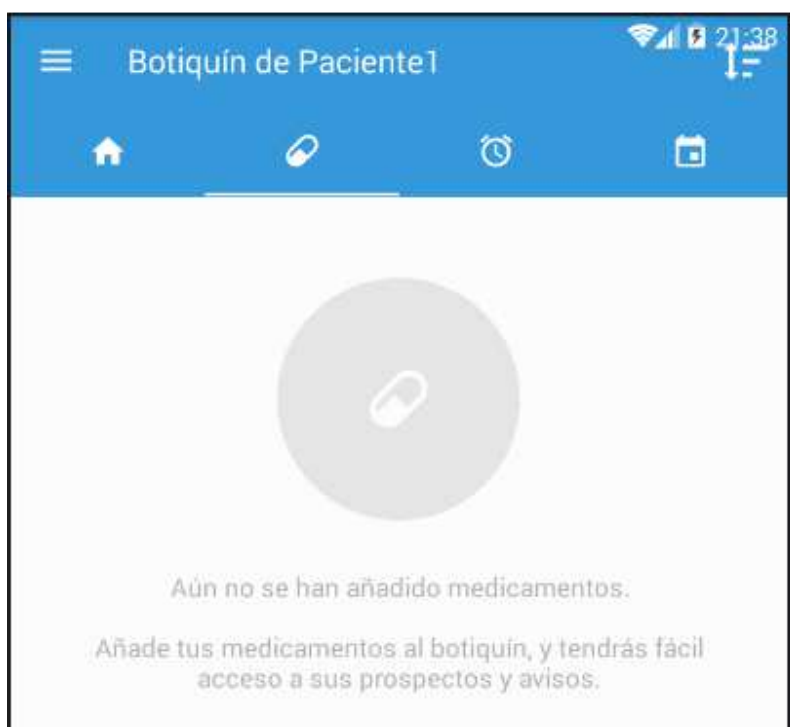 21:38
Botiquín de Paciente1
Aún no se han añadido medicamentos.
Añade tus medicamentos al botiquín, y tendrás fácil
acceso a sus prospectos y avisos.